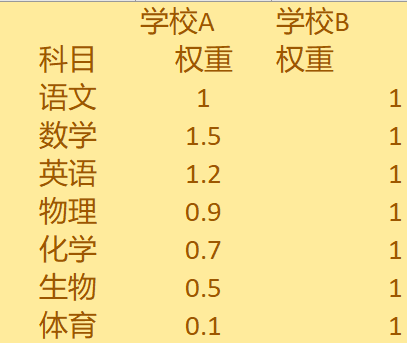 学校A 学校B
科目 权重 权重
语文 1 1
数学 1.5 1
英语 1.2 1
物理 0.9 1
化学 0.7 1
生物 0.5 1
体育 0.1 1